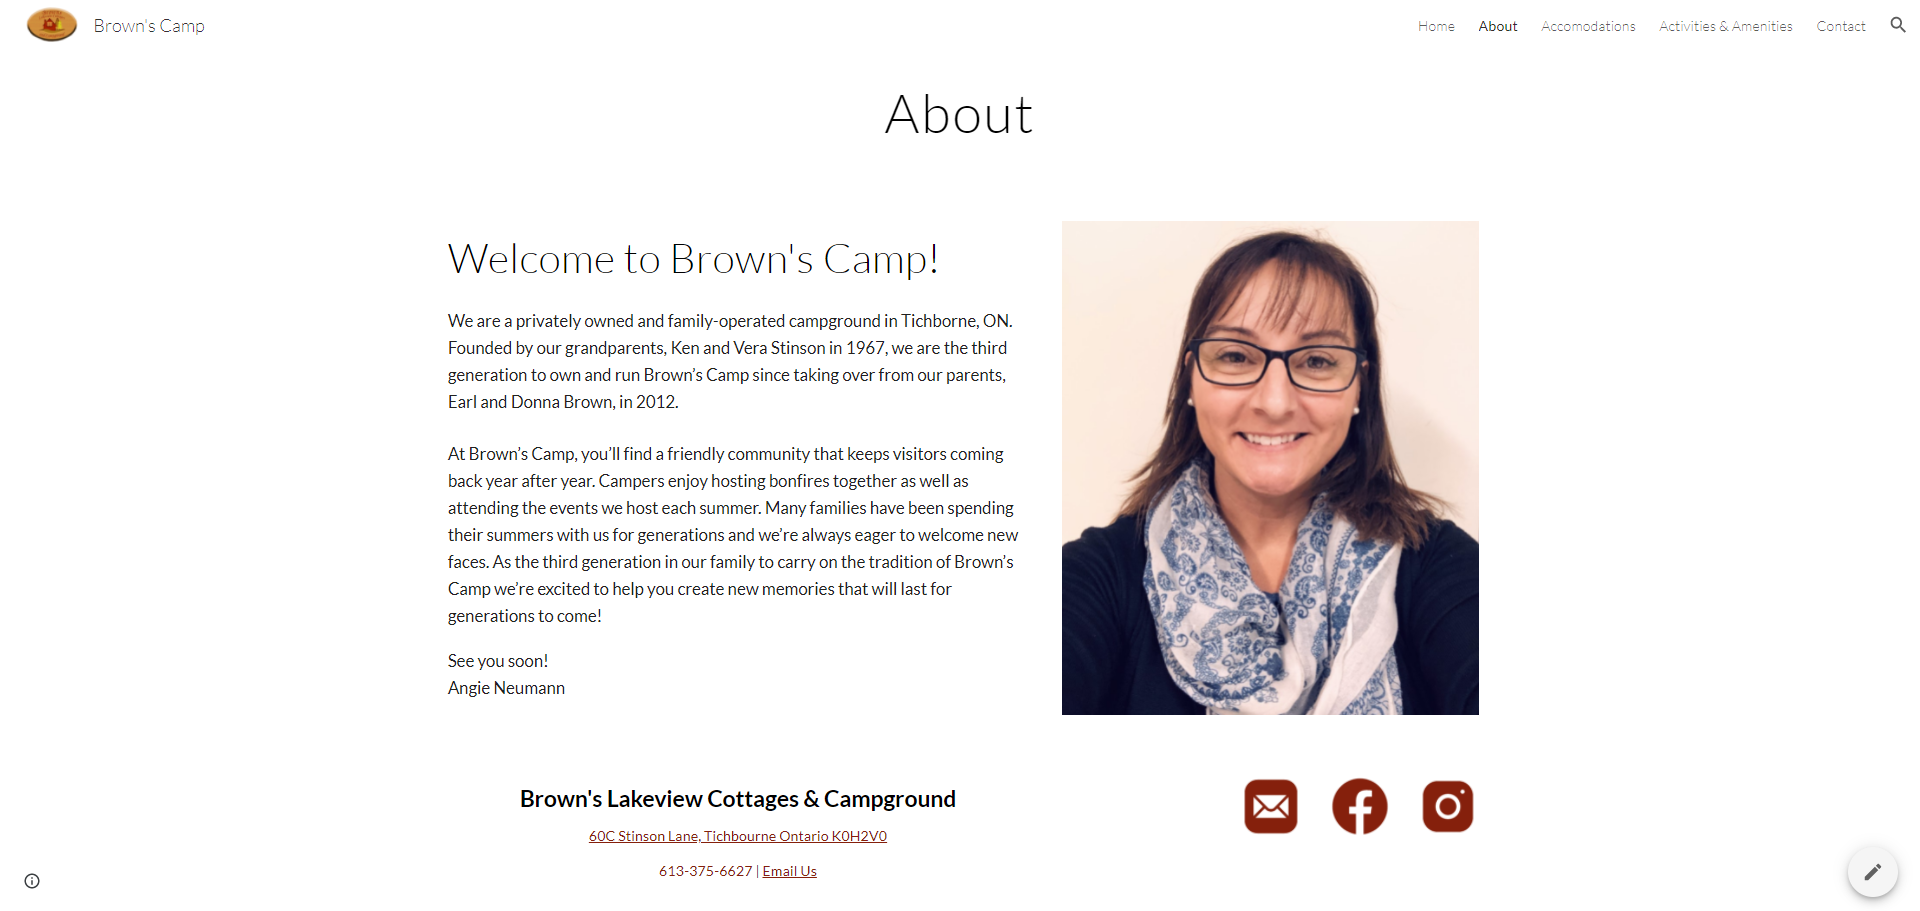 Brown's Camp
Home
About
Accomodations
Activities & Amenities
Contact
About
Welcome to Brown's Camp!
We are a privately owned and family-operated campground in Tichborne, ON.
Founded by our grandparents, Ken and Vera Stinson in 1967, we are the third
generation to own and run Brown’s Camp since taking over from our parents,
Earl and Donna Brown, in 2012.
At Brown’s Camp, you’ll find a friendly community that keeps visitors coming
back year after year. Campers enjoy hosting bonfires together as well as
attending the events we host each summer. Many families have been spending
their summers with us for generations and we’re always eager to welcome new
faces. As the third generation in our family to carry on the tradition of Brown’s
Camp we’re excited to help you create new memories that will last for
generations to come!
See you soon!
Angie Neumann
Brown's Lakeview Cottages & Campground
60C Stinson Lane, Tichbourne Ontario K0H2V0
613-375-6627 | Email Us